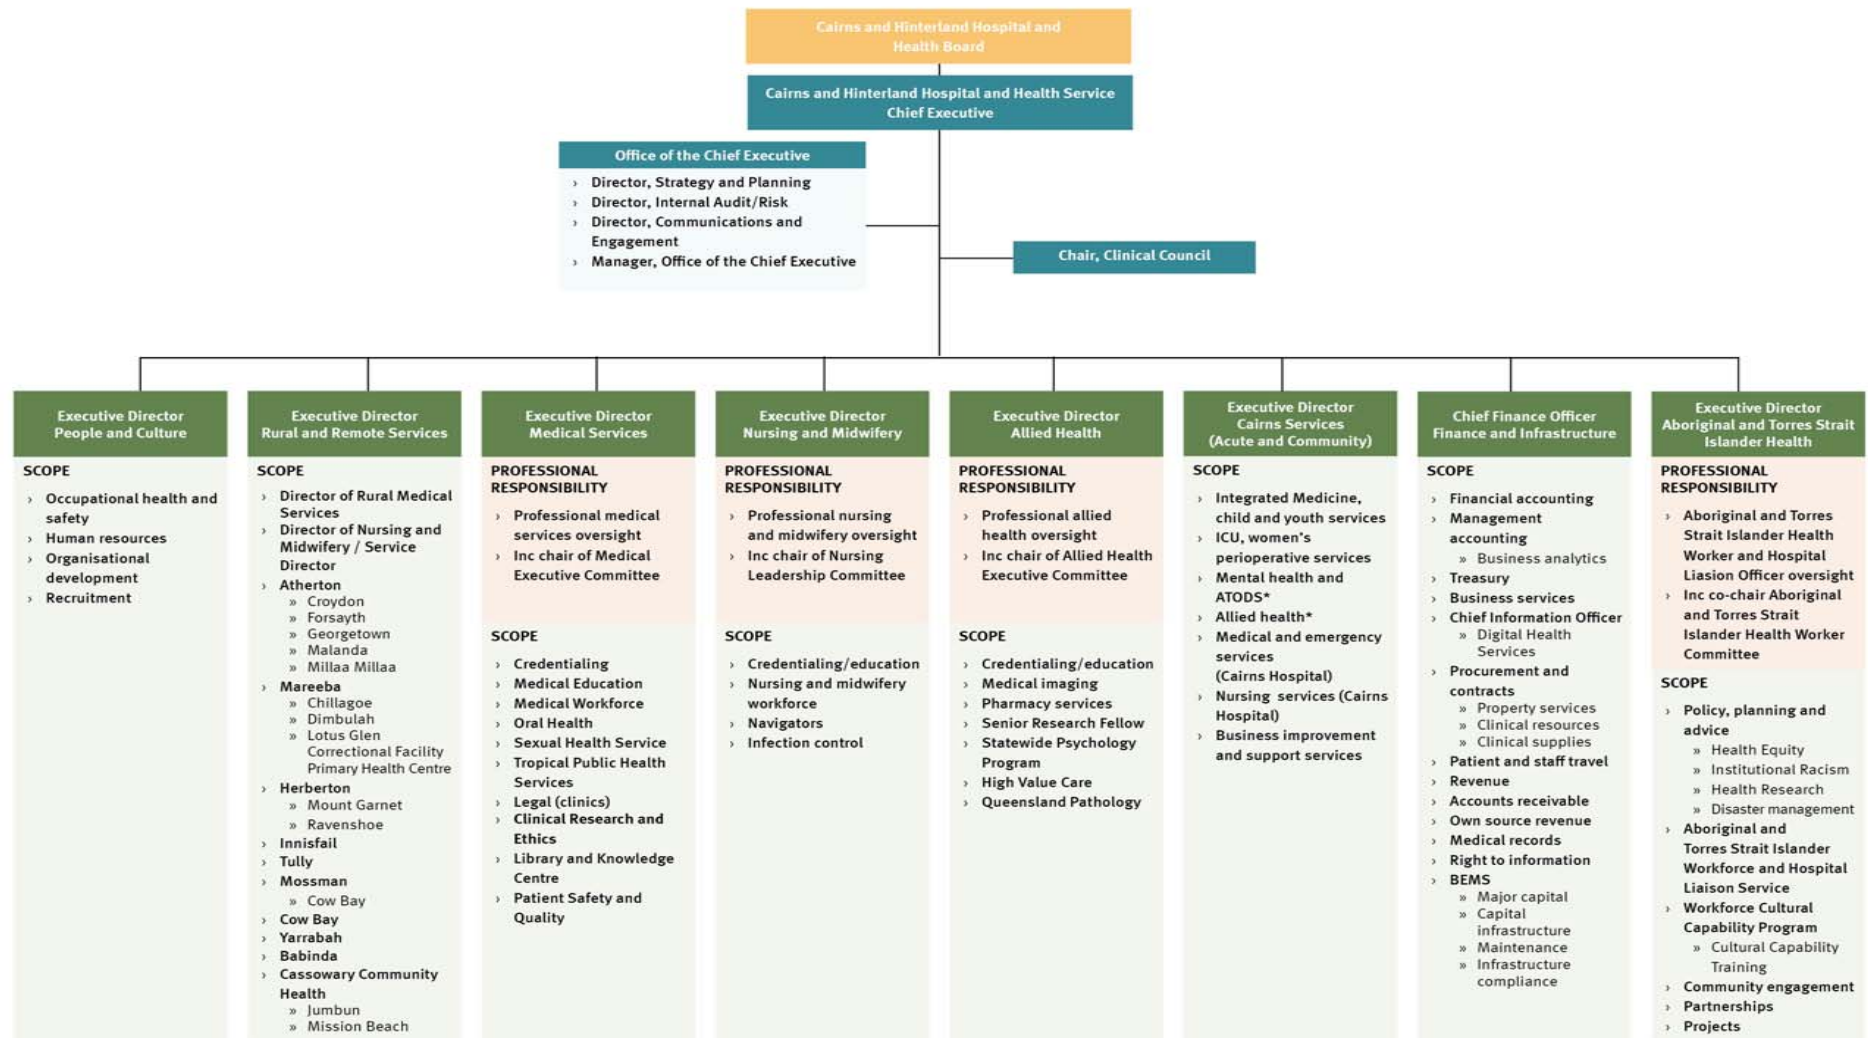 Cairns and Hinterland Hospital and
Health Board
Cairns and Hinterland Hospital and Health Service
Chief Executive
Office of the Chief Executive
› Director, Strategy and Planning
› Director, Internal Audit/Risk
› Director, Communications and
Engagement
› Manager, Office of the Chief Executive
Chair, Clinical Council
Executive Director
People and Culture
SCOPE
› Occupational health and
safety
› Human resources
› Organisational
development
› Recruitment
Executive Director
Rural and Remote Services
SCOPE
› Director of Rural Medical
Services
› Director of Nursing and
Midwifery / Service
Director
› Atherton
» Croydon
» Forsayth
» Georgetown
» Malanda
» Millaa Millaa
› Mareeba
» Chillagoe
» Dimbulah
» Lotus Glen
Correctional Facility
Primary Health Centre
› Herberton
» Mount Garnet
» Ravenshoe
› Innisfail
› Tully
› Mossman
» Cow Bay
› Cow Bay
› Yarrabah
› Babinda
› Cassowary Community
Health
» Jumbun
» Mission Beach
Executive Director
Medical Services
PROFESSIONAL
RESPONSIBILITY
› Professional medical
services oversight
› Inc chair of Medical
Executive Committee
SCOPE
› Credentialing
› Medical Education
› Medical Workforce
› Oral Health
› Sexual Health Service
› Tropical Public Health
Services
› Legal (clinics)
› Clinical Research and
Ethics
› Library and Knowledge
Centre
› Patient Safety and
Quality
Executive Director
Nursing and Midwifery
PROFESSIONAL
RESPONSIBILITY
› Professional nursing
and midwifery oversight
› Inc chair of Nursing
Leadership Committee
SCOPE
› Credentialing/education
› Nursing and midwifery
workforce
› Navigators
› Infection control
Executive Director
Allied Health
PROFESSIONAL
RESPONSIBILITY
› Professional allied
health oversight
› Inc chair of Allied Health
Executive Committee
SCOPE
› Credentialing/education
› Medical imaging
› Pharmacy services
› Senior Research Fellow
› Statewide Psychology
Program
› High Value Care
› Queensland Pathology
Executive Director
Cairns Services
(Acute and Community)
SCOPE
› Integrated Medicine,
child and youth services
› ICU, women's
perioperative services
› Mental health and
ATODS*
› Allied health*
› Medical and emergency
services
(Cairns Hospital)
› Nursing services (Cairns
Hospital)
› Business improvement
and support services
Chief Finance Officer
Finance and Infrastructure
SCOPE
› Financial accounting
› Management
accounting
» Business analytics
› Treasury
› Business services
› Chief Information Officer
» Digital Health
Services
› Procurement and
contracts
» Property services
» Clinical resources
» Clinical supplies
› Patient and staff travel
› Revenue
› Accounts receivable
› Own source revenue
› Medical records
› Right to information
› BEMS
» Major capital
» Capital
infrastructure
» Maintenance
» Infrastructure
compliance
Executive Director
Aboriginal and Torres Strait
Islander Health
PROFESSIONAL
RESPONSIBILITY
› Aboriginal and Torres
Strait Islander Health
Worker and Hospital
Liasion Officer oversight
› Inc co-chair Aboriginal
and Torres Strait
Islander Health Worker
Committee
SCOPE
› Policy, planning and
advice
» Health Equity
» Institutional Racism
» Health Research
» Disaster management
› Aboriginal and
Torres Strait Islander
Workforce and Hospital
Liaison Service
› Workforce Cultural
Capability Program
» Cultural Capability
Training
› Community engagement
› Partnerships
› Projects